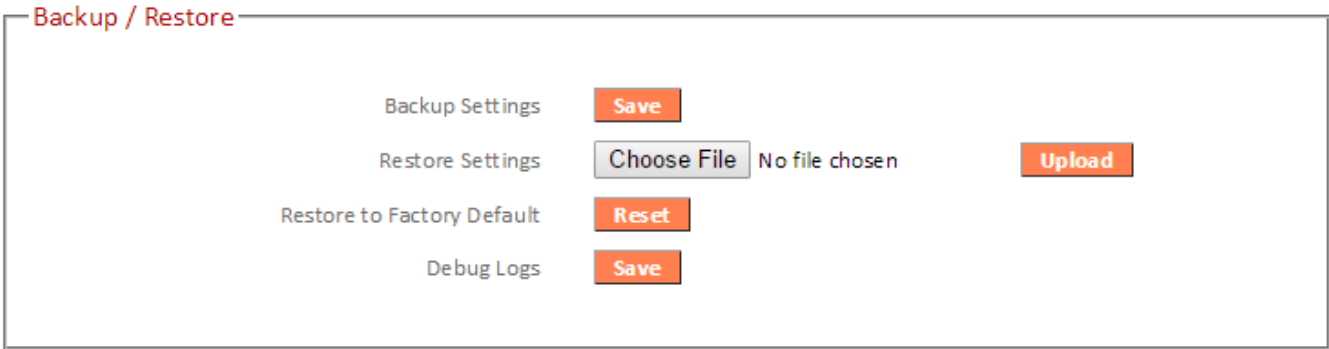 Backup / Restore
Backup Settings Save
Restore Settings Choose File No file chosen Upload
Restore to Factory Default Reset
Debug Logs Save